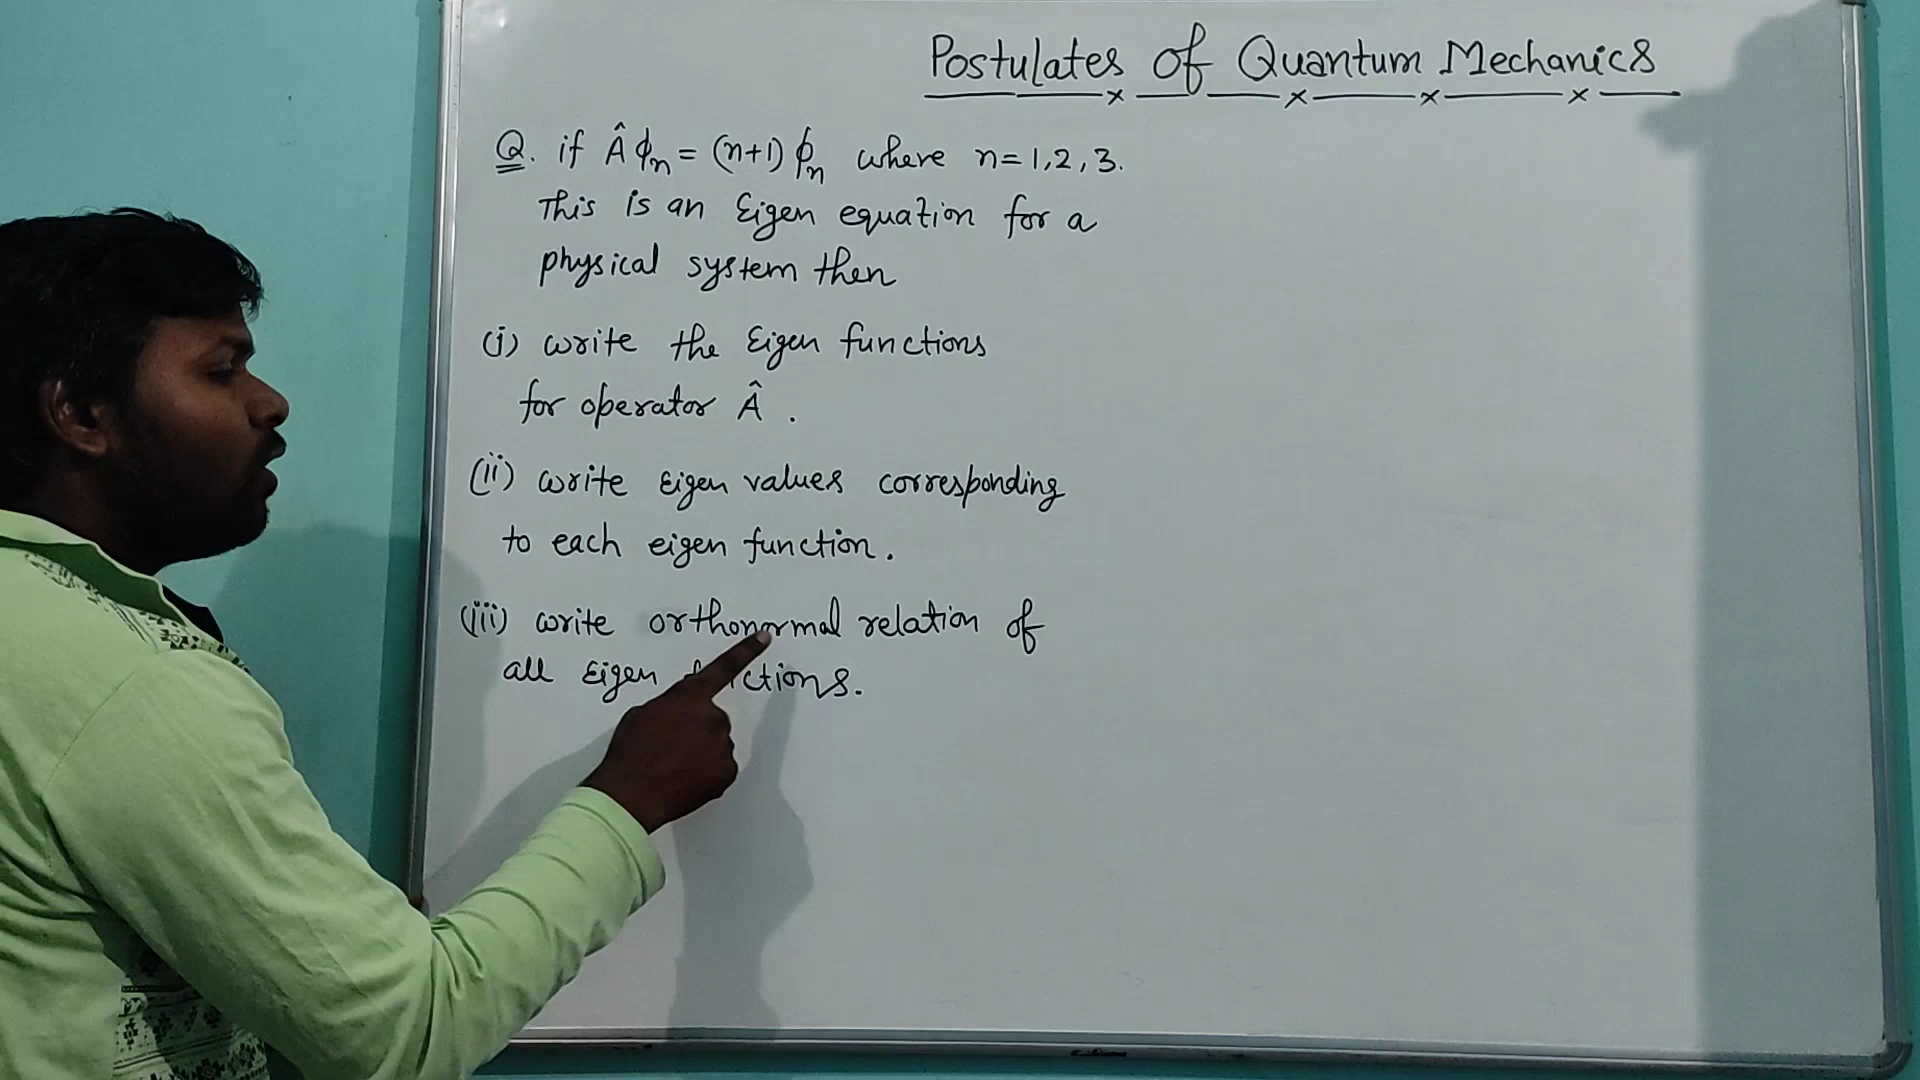 Postulates of Quantum Mechanics
Q. if Â ϕn = (n+1) ϕn where n=1,2,3.
This is an Eigen equation for a
physical system then
(i) write the Eigen functions
for operator Â .
(ii) write Eigen values corresponding
to each eigen function.
(iii) write orthonormal relation of
all Eigen